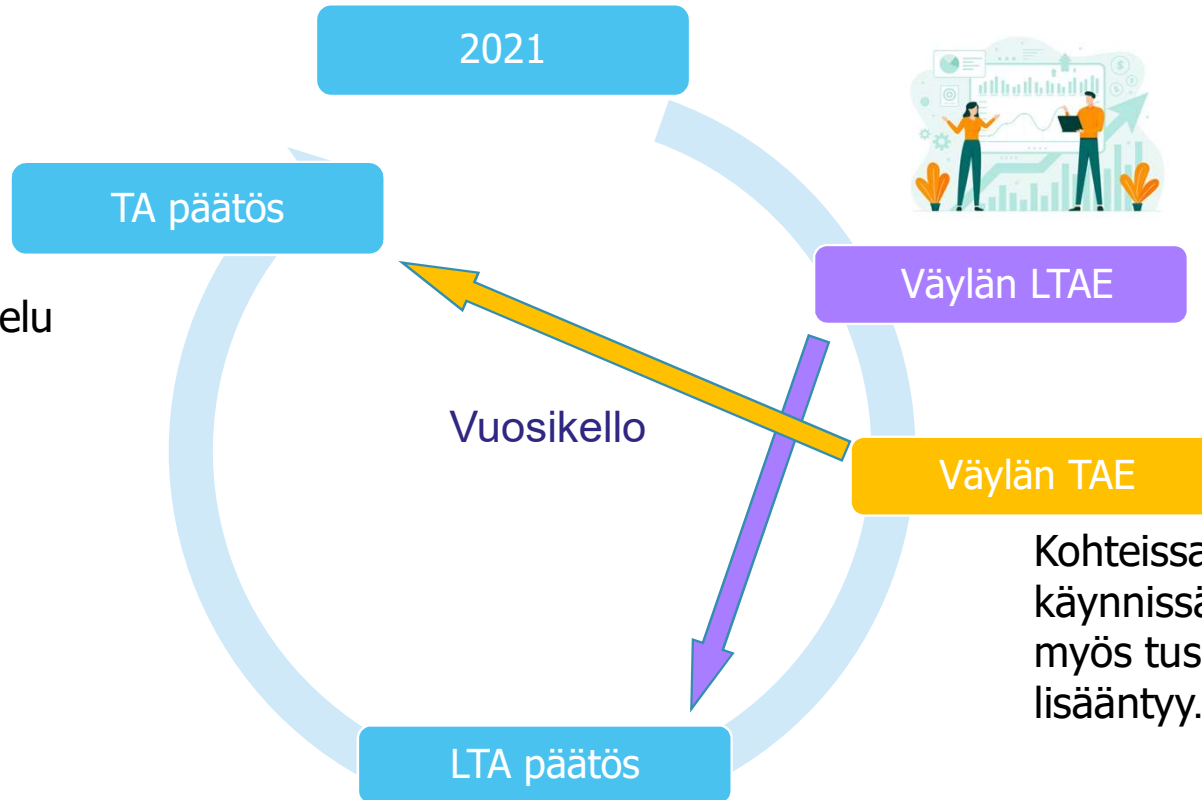 2021
TA päätös
Väylän LTAE
elu
Vuosikello
Väylän TAE
Kohteissa
käynnissä
myös tus
lisääntyy.
LTA päätös